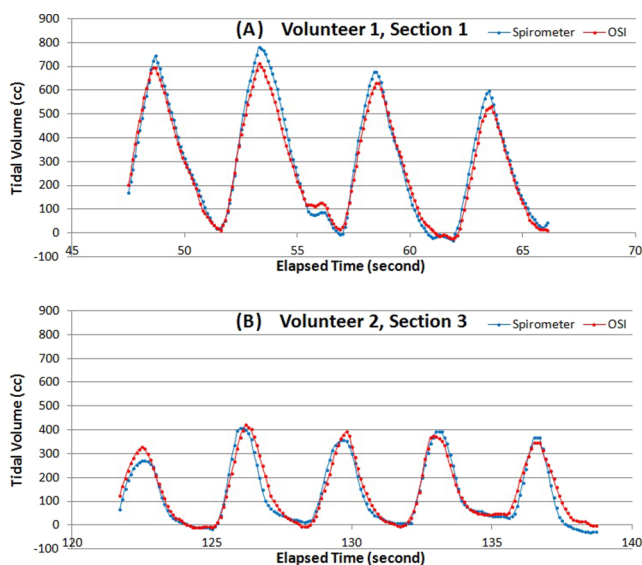 (A) Volunteer 1, Section 1
Spirometer OSI
Tidal Volume (cc)
900
800
700
600
500
400
300
200
100
0
-100
45 50 55 60 65 70
Elapsed Time (second)
(B) Volunteer 2, Section 3
Spirometer OSI
Tidal Volume (cc)
900
800
700
600
500
400
300
200
100
0
-100
120 125 130 135 140
Elapsed Time (second)